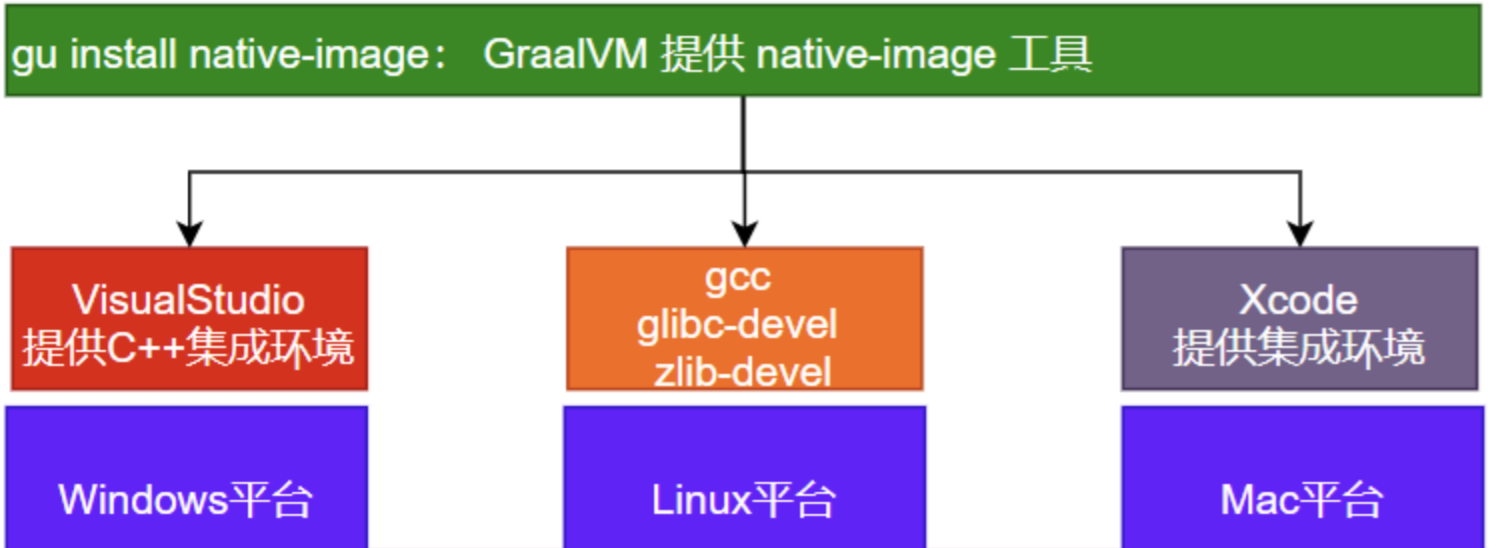 gu install native-image： GraalVM 提供 native-image 工具
VisualStudio
提供C++集成环境
gcc
glibc-devel
zlib-devel
Xcode
提供集成环境
Windows平台
Linux平台
Mac平台